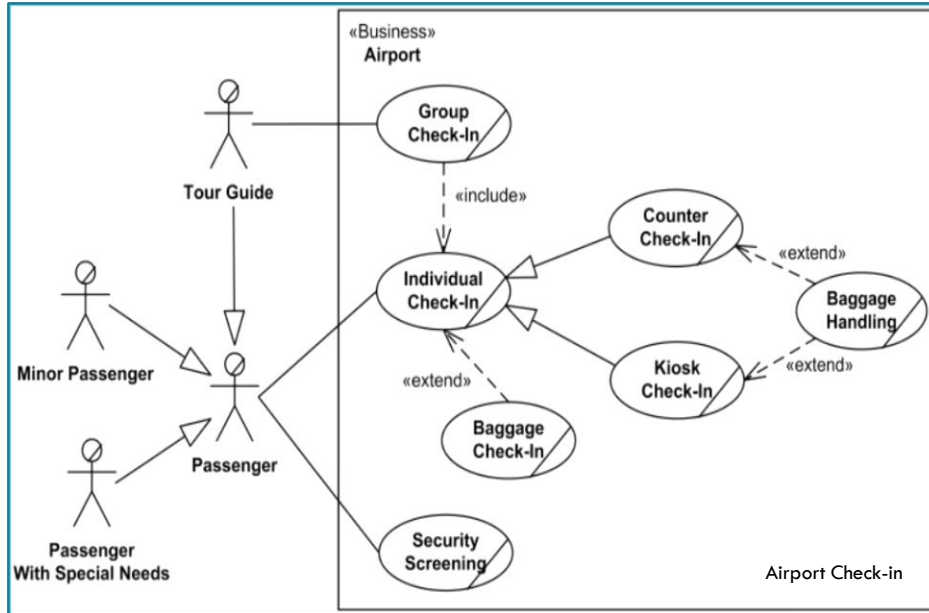 «Business»
Airport
Group
Check-In
Tour Guide
«include»
Counter
Check-In
«extend»
Individual
Check-In
Baggage
Handling
Minor Passenger
«extend»
Kiosk
Check-In
«extend»
Baggage
Check-In
Passenger
Security
Screening
Passenger
With Special Needs
Airport Check-in